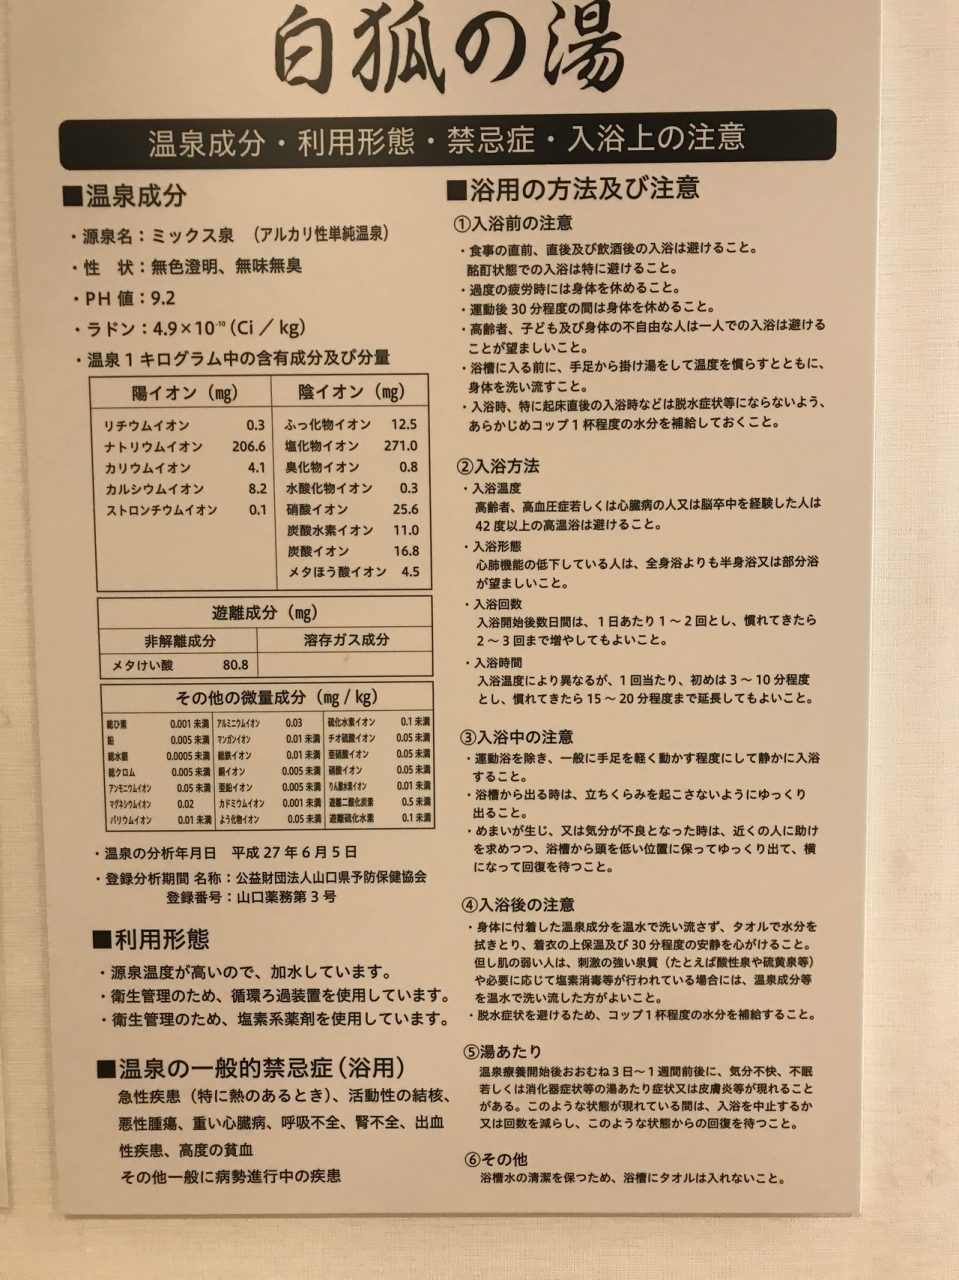 白狐の湯
温泉成分・利用形態・禁忌症・入浴上の注意
■温泉成分
・源泉名：ミックス泉 （アルカリ性単純温泉）
・性　状：無色澄明、無味無臭
・PH 値：9.2
・ラドン：4.9×10⁻¹⁰（Ci ／ kg）
・温泉 1 キログラム中の含有成分及び分量
陽イオン（㎎） 陰イオン（㎎）
リチウムイオン 0.3 ふっ化物イオン 12.5
ナトリウムイオン 206.6 塩化物イオン 271.0
カリウムイオン 4.1 臭化物イオン 0.8
カルシウムイオン 8.2 水酸化物イオン 0.3
ストロンチウムイオン 0.1 硝酸イオン 25.6
炭酸水素イオン 11.0
炭酸イオン 16.8
メタほう酸イオン 4.5
遊離成分（㎎）
非解離成分 溶存ガス成分
メタけい酸 80.8
その他の微量成分（㎎ / kg）
総ひ素 0.001 未満 アルミニウムイオン 0.03 硫化水素イオン 0.1 未満
鉛 0.005 未満 マンガンイオン 0.01 未満 チオ硫酸イオン 0.05 未満
総水銀 0.0005 未満 総鉄イオン 0.01 未満 亜硝酸イオン 0.05 未満
総クロム 0.005 未満 銅イオン 0.005 未満 硝酸イオン 0.05 未満
アンモニウムイオン 0.05 未満 亜鉛イオン 0.005 未満 りん酸水素イオン 0.01 未満
マグネシウムイオン 0.02 カドミウムイオン 0.001 未満 遊離二酸化炭素 0.5 未満
バリウムイオン 0.01 未満 よう化物イオン 0.05 未満 遊離硫化水素 0.1 未満
・温泉の分析年月日　平成 27 年 6 月 5 日
・登録分析期間 名称：公益財団法人山口県予防保健協会
登録番号：山口薬務第 3 号
■利用形態
・源泉温度が高いので、加水しています。
・衛生管理のため、循環ろ過装置を使用しています。
・衛生管理のため、塩素系薬剤を使用しています。
■温泉の一般的禁忌症（浴用）
急性疾患（特に熱のあるとき）、活動性の結核、
悪性腫瘍、重い心臓病、呼吸不全、腎不全、出血
性疾患、高度の貧血
その他一般に病勢進行中の疾患
■浴用の方法及び注意
①入浴前の注意
・食事の直前、直後及び飲酒後の入浴は避けること。
酩酊状態での入浴は特に避けること。
・過度の疲労時には身体を休めること。
・運動後 30 分程度の間は身体を休めること。
・高齢者、子ども及び身体の不自由な人は一人での入浴は避ける
ことが望ましいこと。
・浴槽に入る前に、手足から掛け湯をして温度を慣らすとともに、
身体を洗い流すこと。
・入浴時、特に起床直後の入浴時などは脱水症状等にならないよう、
あらかじめコップ 1 杯程度の水分を補給しておくこと。
②入浴方法
・入浴温度
高齢者、高血圧症若しくは心臓病の人又は脳卒中を経験した人は
42 度以上の高温浴は避けること。
・入浴形態
心肺機能の低下している人は、全身浴よりも半身浴又は部分浴
が望ましいこと。
・入浴回数
入浴開始後数日間は、1 日あたり 1 ～ 2 回とし、慣れてきたら
2 ～ 3 回まで増やしてもよいこと。
・入浴時間
入浴温度により異なるが、1 回当たり、初めは 3 ～ 10 分程度
とし、慣れてきたら 15 ～ 20 分程度まで延長してもよいこと。
③入浴中の注意
・運動浴を除き、一般に手足を軽く動かす程度にして静かに入浴
すること。
・浴槽から出る時は、立ちくらみを起こさないようにゆっくり
出ること。
・めまいが生じ、又は気分が不良となった時は、近くの人に助け
を求めつつ、浴槽から頭を低い位置に保ってゆっくり出て、横
になって回復を待つこと。
④入浴後の注意
・身体に付着した温泉成分を温水で洗い流さず、タオルで水分を
拭きとり、着衣の上保温及び 30 分程度の安静を心がけること。
但し肌の弱い人は、刺激の強い泉質（たとえば酸性泉や硫黄泉等）
や必要に応じて塩素消毒等が行われている場合には、温泉成分等
を温水で洗い流した方がよいこと。
・脱水症状を避けるため、コップ 1 杯程度の水分を補給すること。
⑤湯あたり
温泉療養開始後おおむね 3 日～ 1 週間前後に、気分不快、不眠
若しくは消化器症状等の湯あたり症状又は皮膚炎等が現れること
がある。このような状態が現れている間は、入浴を中止するか
又は回数を減らし、このような状態からの回復を待つこと。
⑥その他
浴槽水の清潔を保つため、浴槽にタオルは入れないこと。